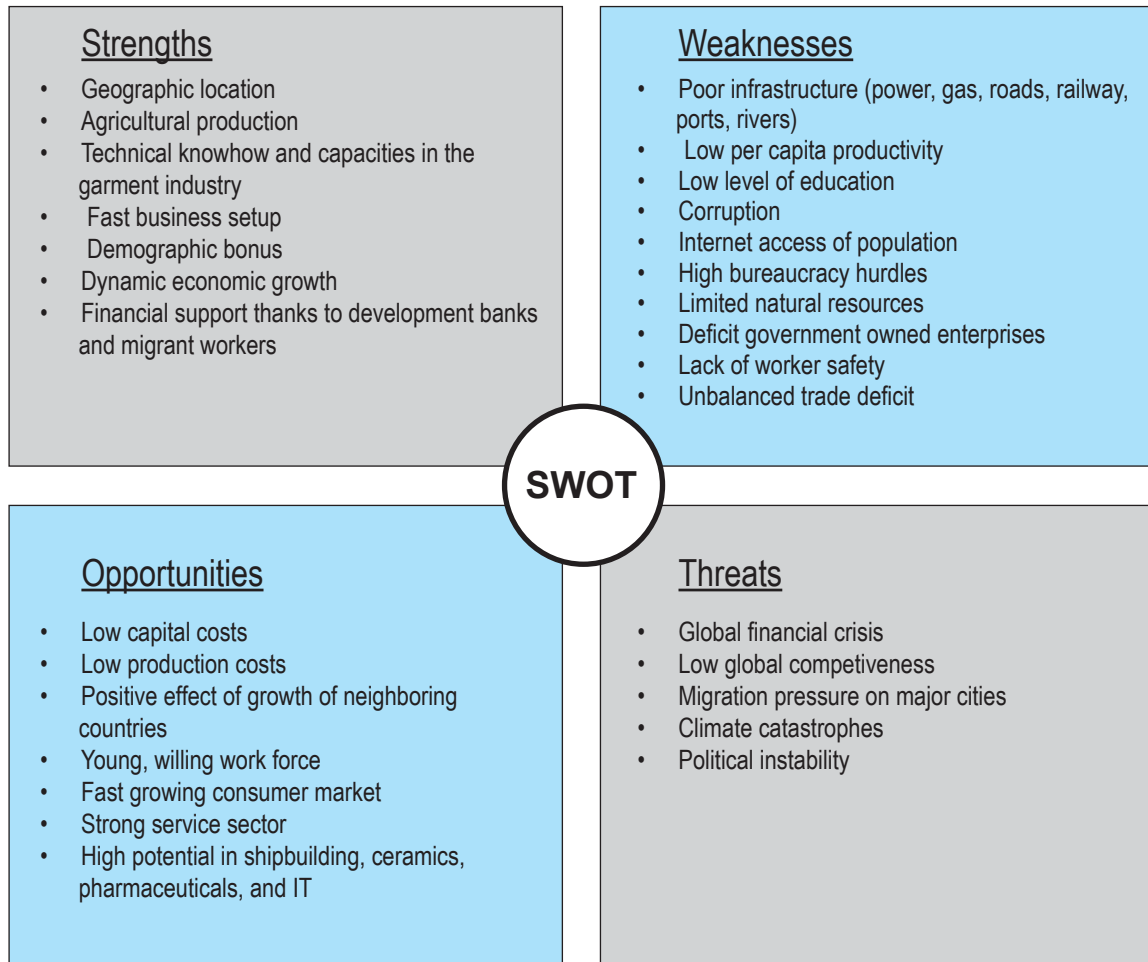 Strengths
• Geographic location
• Agricultural production
• Technical knowhow and capacities in the
garment industry
• Fast business setup
• Demographic bonus
• Dynamic economic growth
• Financial support thanks to development banks
and migrant workers
Weaknesses
• Poor infrastructure (power, gas, roads, railway,
ports, rivers)
• Low per capita productivity
• Low level of education
• Corruption
• Internet access of population
• High bureaucracy hurdles
• Limited natural resources
• Deficit government owned enterprises
• Lack of worker safety
• Unbalanced trade deficit
SWOT
Opportunities
• Low capital costs
• Low production costs
• Positive effect of growth of neighboring
countries
• Young, willing work force
• Fast growing consumer market
• Strong service sector
• High potential in shipbuilding, ceramics,
pharmaceuticals, and IT
Threats
• Global financial crisis
• Low global competiveness
• Migration pressure on major cities
• Climate catastrophes
• Political instability